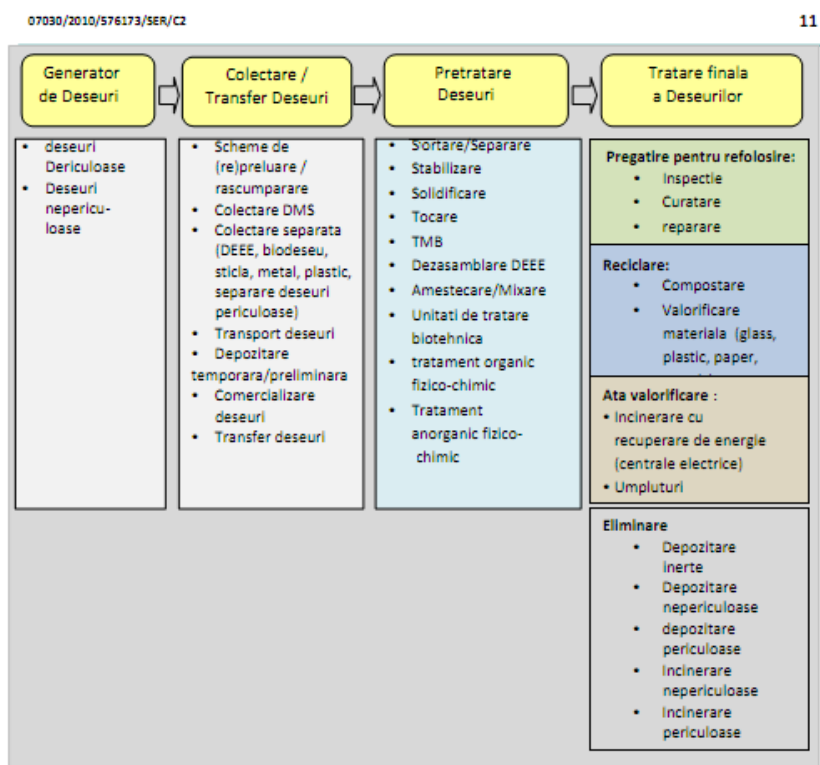 07030/2010/576173/SER/C2
11
Generator
de Deseuri
Colectare /
Transfer Deseuri
Pretratare
Deseuri
Tratare finala
a Deseurilor
• deseuri
Dericuloase
• Deseuri
nepericu-
loase
• Scheme de
(re)preluare /
rascumparare
• Colectare DMS
• Colectare separata
(DEEE, biodeseu,
sticla, metal, plastic,
separare deseuri
periculoase)
• Transport deseuri
• Depozitare
temporara/preliminara
• Comercializare
deseuri
• Transfer deseuri
• Sortare/Separare
• Stabilizare
• Solidificare
• Tocare
• TMB
• Dezasamblare DEEE
• Amestecare/Mixare
• Unitati de tratare
biotehnica
• tratament organic
fizico-chimic
• Tratament
anorganic fizico-
chimic
Pregatire pentru refolosire:
• Inspectie
• Curatare
• reparare
Reciclare:
• Compostare
• Valorificare
materiala (glass,
plastic, paper,
Ata valorificare :
• Incinerare cu
recuperare de energie
(centrale electrice)
• Umpluturi
Eliminare
• Depozitare
inerte
• Depozitare
nepericuloase
• depozitare
periculoase
• Incinerare
nepericuloase
• Incinerare
periculoase